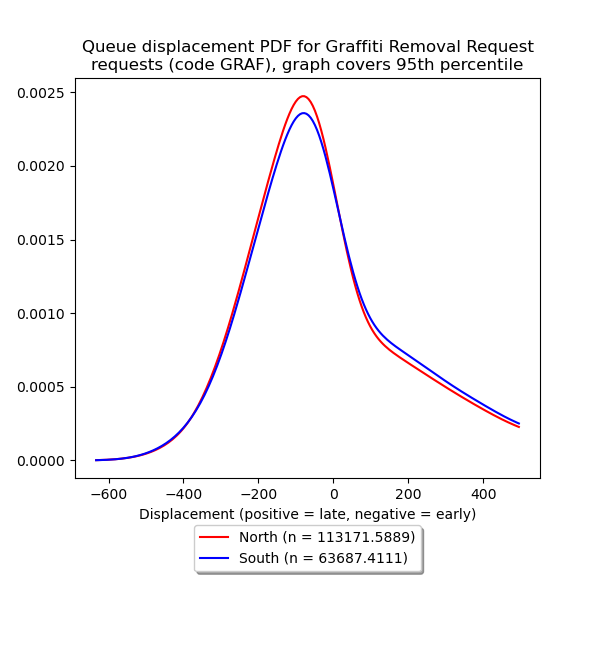 Queue displacement PDF for Graffiti Removal Request
requests (code GRAF), graph covers 95th percentile
0.0025
0.0020
0.0015
0.0010
0.0005
0.0000
−600 −400 −200 0 200 400
Displacement (positive = late, negative = early)
North (n = 113171.5889)
South (n = 63687.4111)